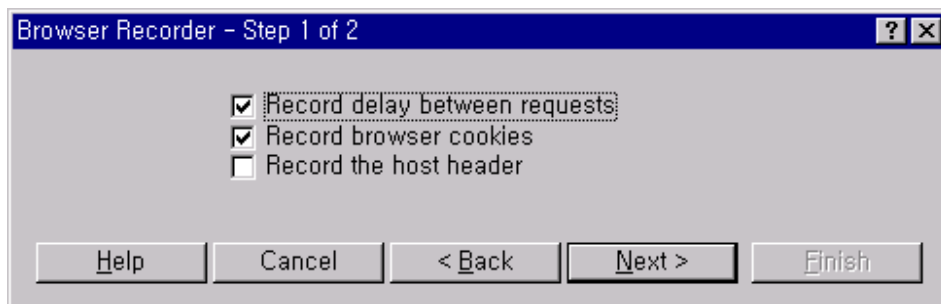 Browser Recorder - Step 1 of 2
Record delay between requests
Record browser cookies
Record the host header
Help
Cancel
< Back
Next >
Finish